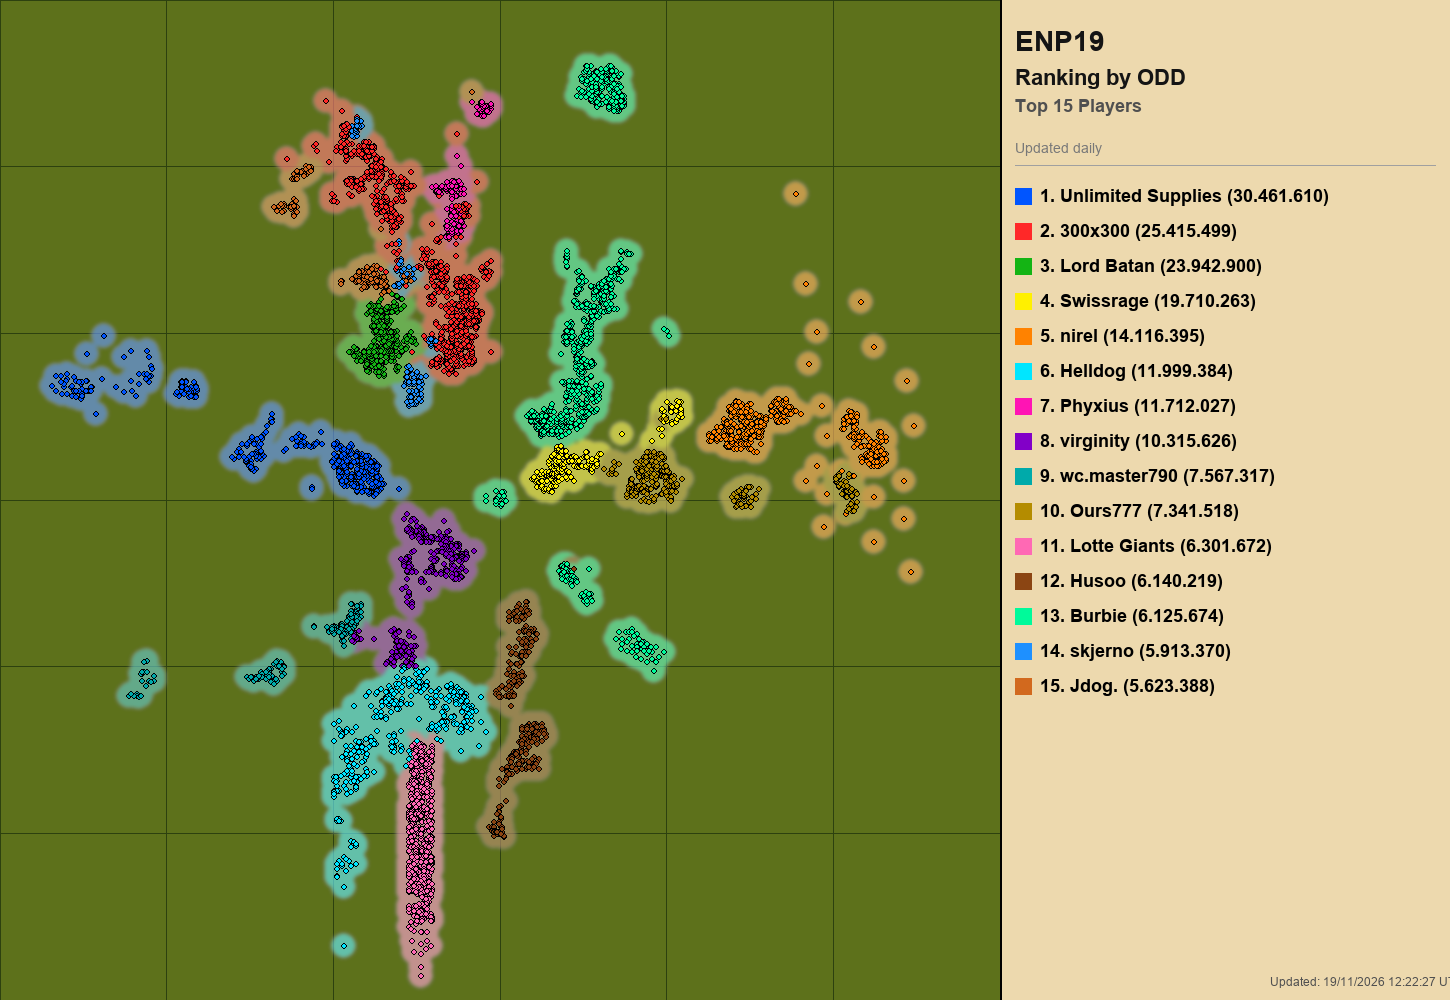 ENP19
Ranking by ODD
Top 15 Players
Updated daily
1. Unlimited Supplies (30.461.610)
2. 300x300 (25.415.499)
3. Lord Batan (23.942.900)
4. Swissrage (19.710.263)
5. nirel (14.116.395)
6. Helldog (11.999.384)
7. Phyxius (11.712.027)
8. virginity (10.315.626)
9. wc.master790 (7.567.317)
10. Ours777 (7.341.518)
11. Lotte Giants (6.301.672)
12. Husoo (6.140.219)
13. Burbie (6.125.674)
14. skjerno (5.913.370)
15. Jdog. (5.623.388)
Updated: 19/11/2026 12:22:27